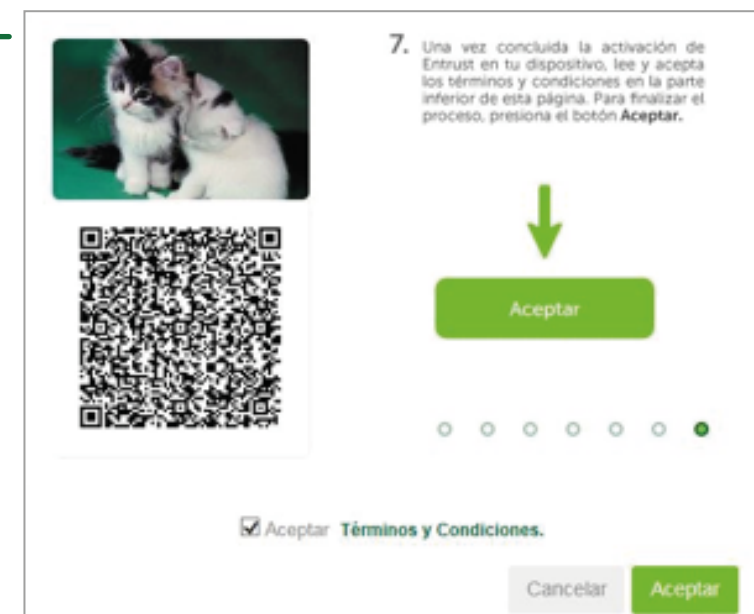 7. Una vez concluida la activación de
Entrust en tu dispositivo, lee y acepta
los términos y condiciones en la parte
inferior de esta página. Para finalizar el
proceso, presiona el botón Aceptar.
Aceptar
Aceptar Términos y Condiciones.
Cancelar Aceptar